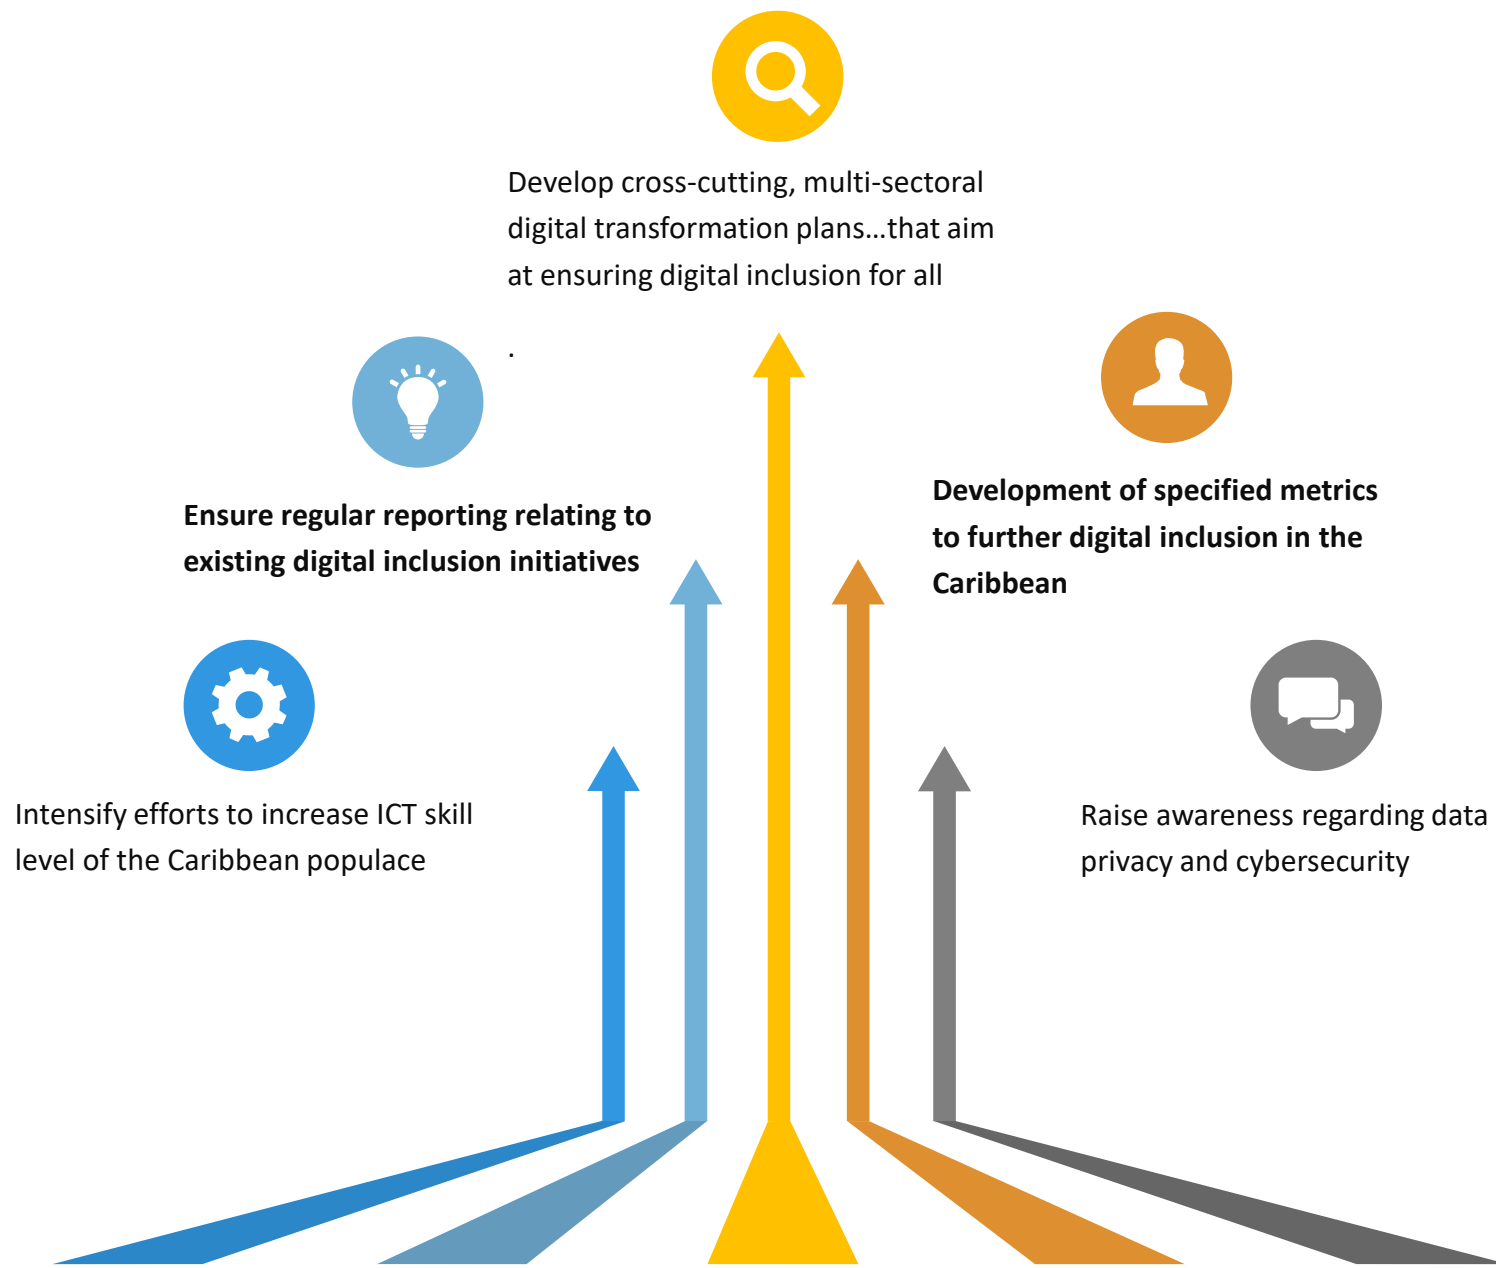 Develop cross-cutting, multi-sectoral
digital transformation plans…that aim
at ensuring digital inclusion for all
.
Ensure regular reporting relating to
existing digital inclusion initiatives
Development of specified metrics
to further digital inclusion in the
Caribbean
Intensify efforts to increase ICT skill
level of the Caribbean populace
Raise awareness regarding data
privacy and cybersecurity